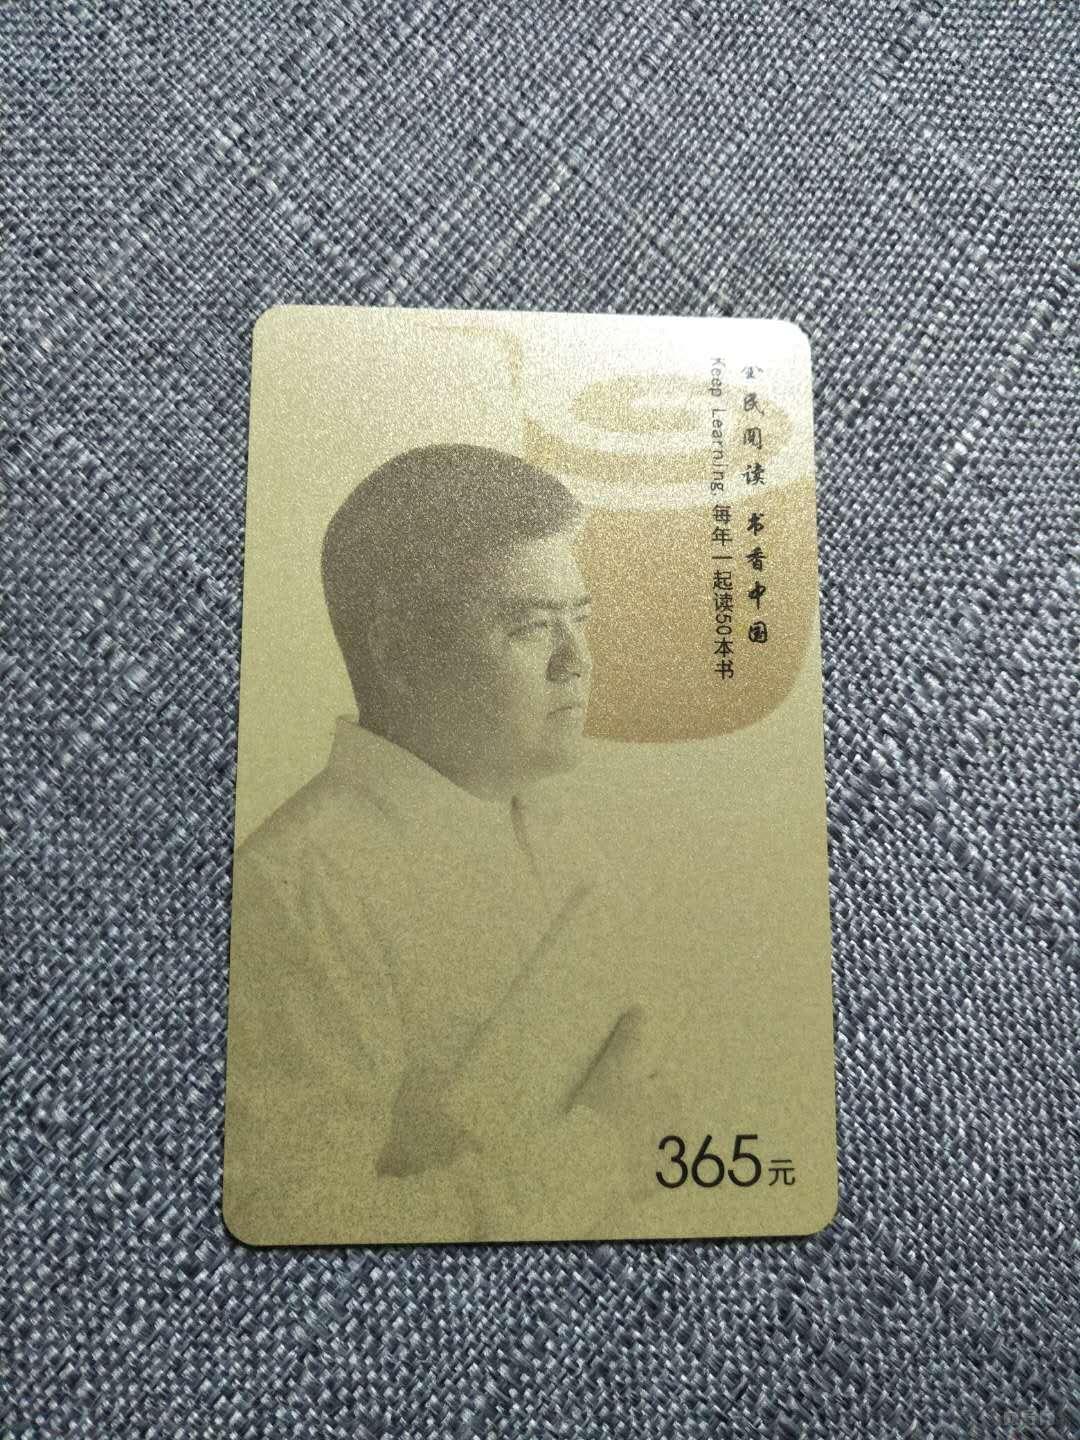 全民阅读 书香中国
Keep Learning, 每年一起读50本书
365元